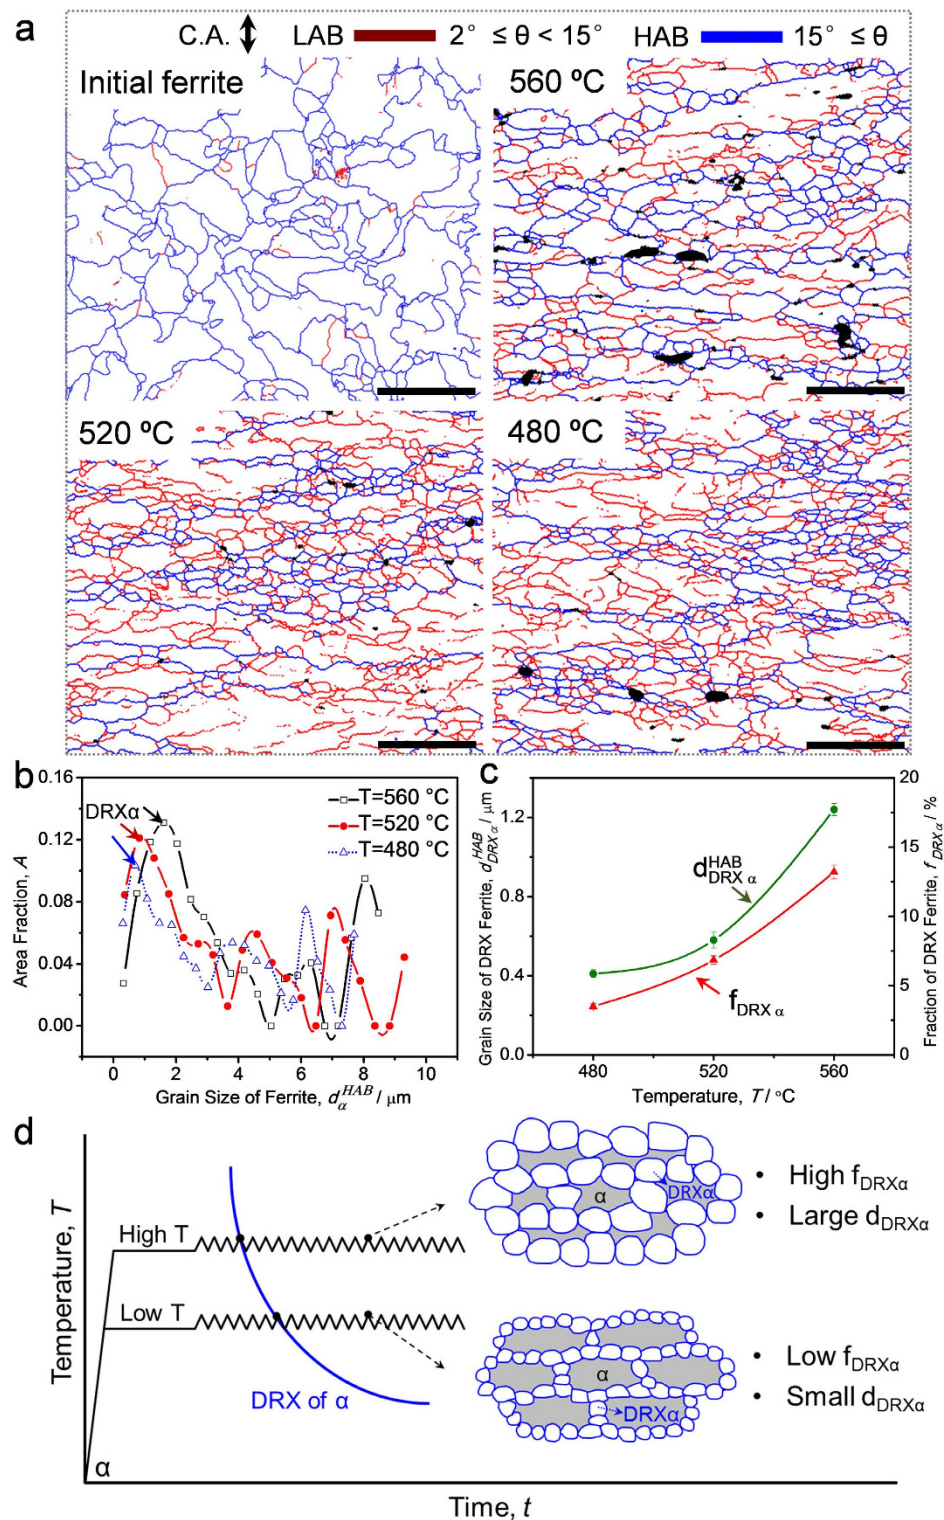 a
C.A. LAB 2° ≤ θ < 15° HAB 15° ≤ θ
Initial ferrite
560 ºC
520 ºC
480 ºC
b
0.16
0.12
0.08
0.04
0.00
Area Fraction, A
DRXα
T=560 °C
T=520 °C
T=480 °C
0 2 4 6 8 10
Grain Size of Ferrite, d_α^HAB / μm
c
1.2
0.8
0.4
0.0
Grain Size of DRX Ferrite, d_DRX α^HAB / μm
d_DRX α^HAB
f_DRX α
20
15
10
5
0
Fraction of DRX Ferrite, f_DRX α / %
480 520 560
Temperature, T / °C
d
Temperature, T
High T
Low T
DRX of α
α
Time, t
α
DRXα
• High f_DRXα
• Large d_DRXα
α
DRXα
• Low f_DRXα
• Small d_DRXα